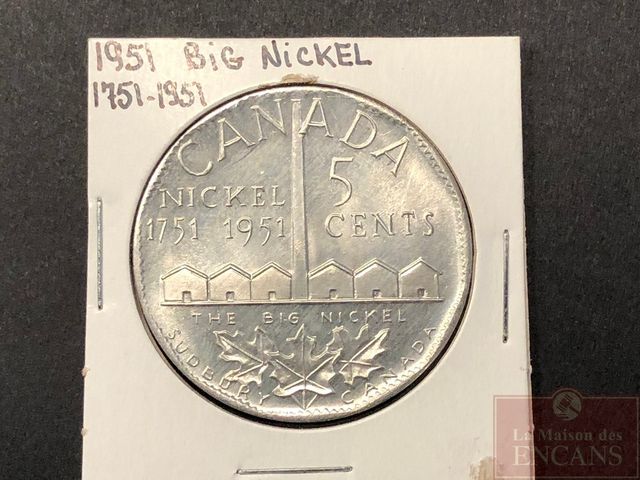 1951 BiG NiCKEL
1751-1951
CANADA
NICKEL 5
1751 1951 CENTS
THE BIG NICKEL
SUDBURY CANADA
La Maison des
ENCANS